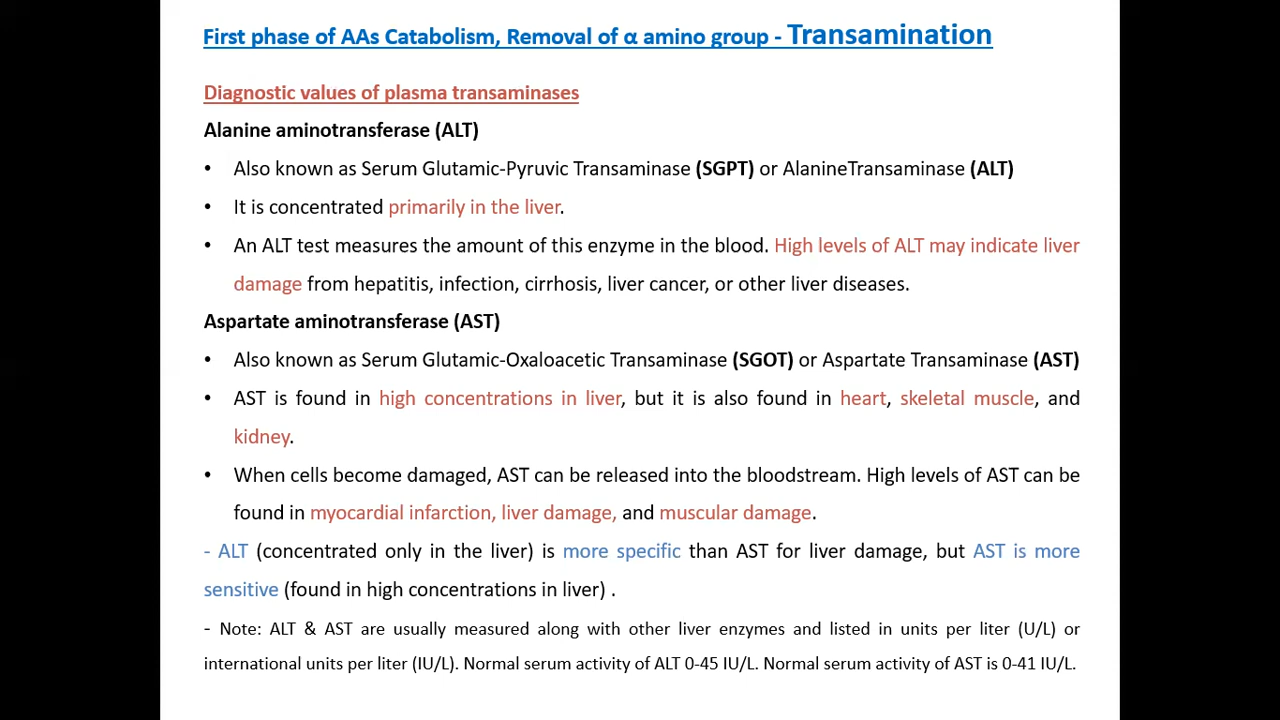 First phase of AAs Catabolism, Removal of α amino group - Transamination
Diagnostic values of plasma transaminases
Alanine aminotransferase (ALT)
• Also known as Serum Glutamic-Pyruvic Transaminase (SGPT) or AlanineTransaminase (ALT)
• It is concentrated primarily in the liver.
• An ALT test measures the amount of this enzyme in the blood. High levels of ALT may indicate liver
damage from hepatitis, infection, cirrhosis, liver cancer, or other liver diseases.
Aspartate aminotransferase (AST)
• Also known as Serum Glutamic-Oxaloacetic Transaminase (SGOT) or Aspartate Transaminase (AST)
• AST is found in high concentrations in liver, but it is also found in heart, skeletal muscle, and
kidney.
• When cells become damaged, AST can be released into the bloodstream. High levels of AST can be
found in myocardial infarction, liver damage, and muscular damage.
- ALT (concentrated only in the liver) is more specific than AST for liver damage, but AST is more
sensitive (found in high concentrations in liver) .
- Note: ALT & AST are usually measured along with other liver enzymes and listed in units per liter (U/L) or
international units per liter (IU/L). Normal serum activity of ALT 0-45 IU/L. Normal serum activity of AST is 0-41 IU/L.